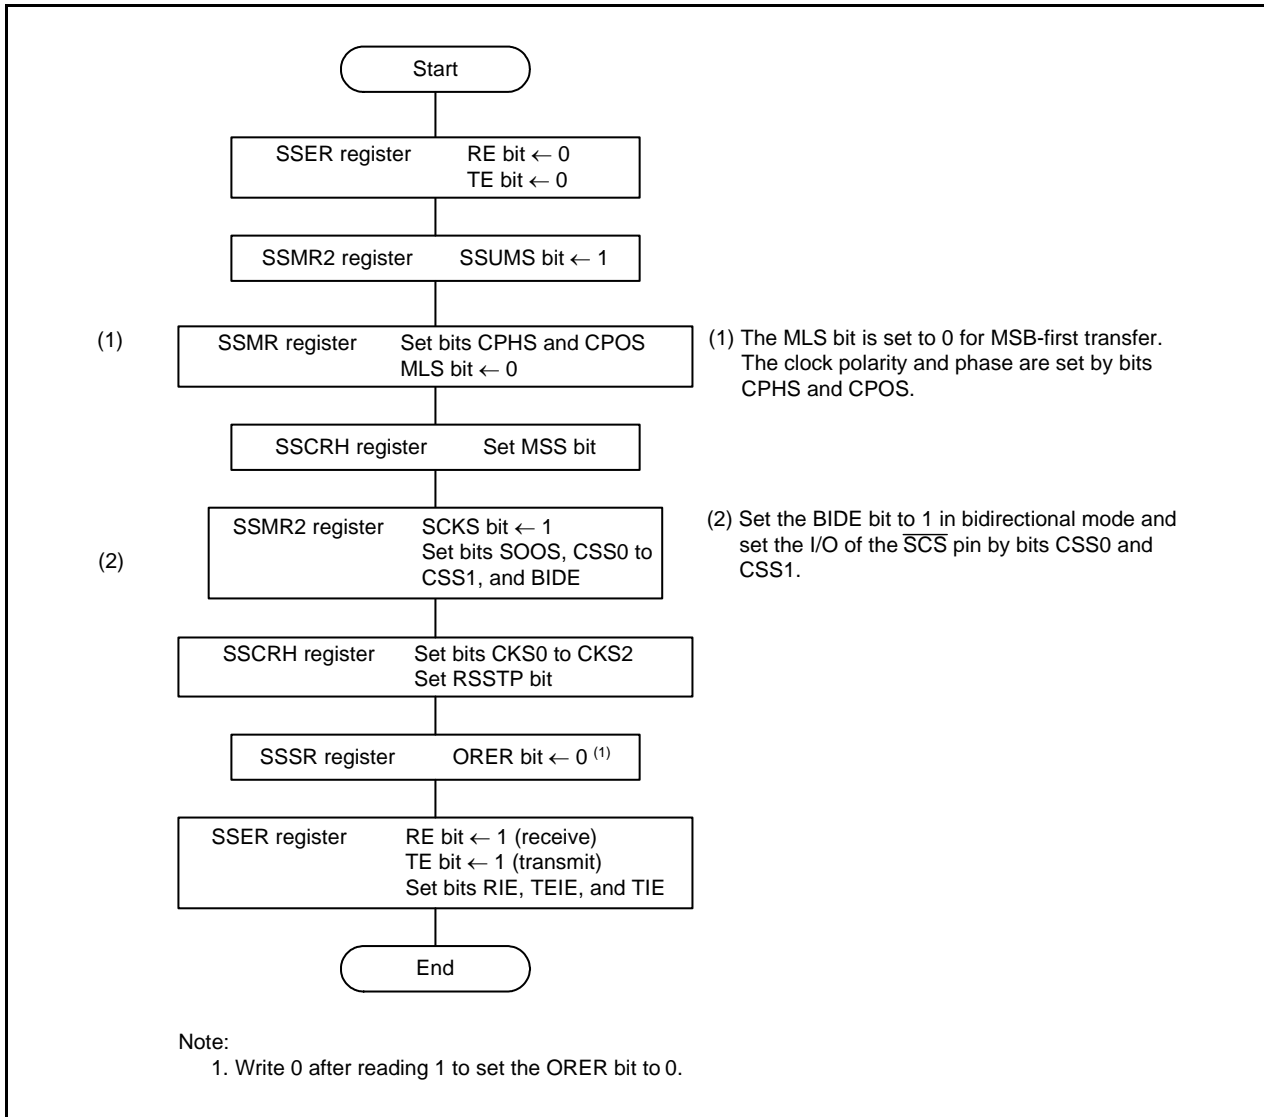 Start
SSER register RE bit ← 0
TE bit ← 0
SSMR2 register SSUMS bit ← 1
(1)
SSMR register Set bits CPHS and CPOS
MLS bit ← 0
(1) The MLS bit is set to 0 for MSB-first transfer.
The clock polarity and phase are set by bits
CPHS and CPOS.
SSCRH register Set MSS bit
SSMR2 register SCKS bit ← 1
Set bits SOOS, CSS0 to
CSS1, and BIDE
(2)
(2) Set the BIDE bit to 1 in bidirectional mode and
set the I/O of the S̅C̅S̅ pin by bits CSS0 and
CSS1.
SSCRH register Set bits CKS0 to CKS2
Set RSSTP bit
SSSR register ORER bit ← 0 (1)
SSER register RE bit ← 1 (receive)
TE bit ← 1 (transmit)
Set bits RIE, TEIE, and TIE
End
Note:
1. Write 0 after reading 1 to set the ORER bit to 0.